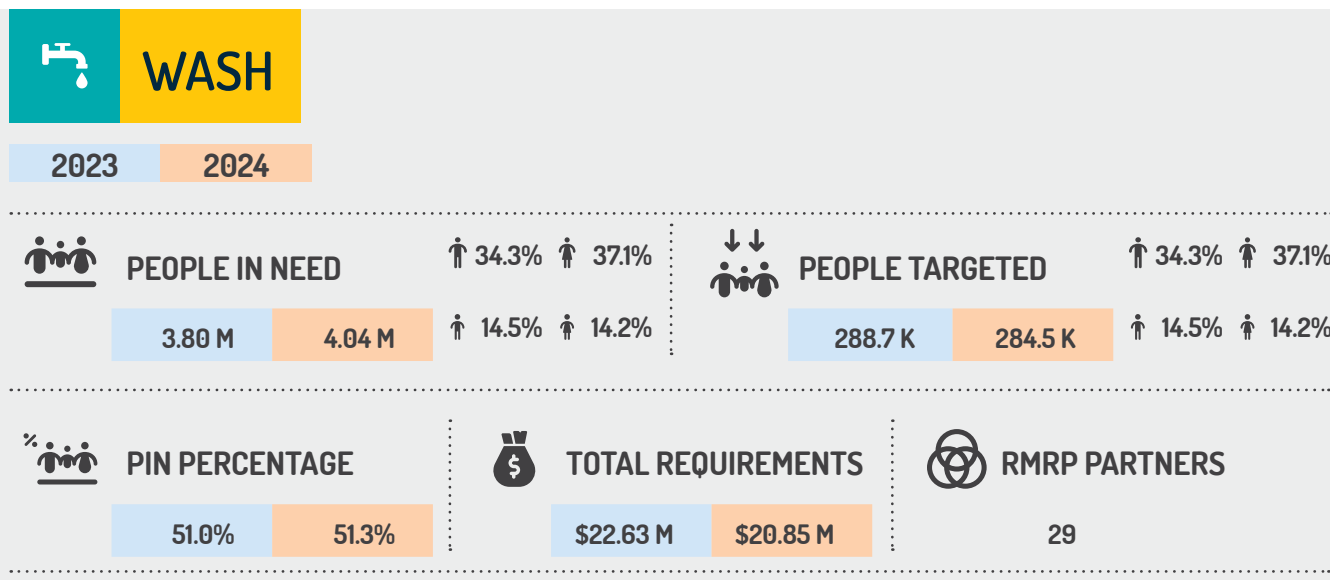 WASH
2023 2024
PEOPLE IN NEED
34.3% 37.1%
3.80 M 4.04 M
14.5% 14.2%
PEOPLE TARGETED
34.3% 37.1%
288.7 K 284.5 K
14.5% 14.2%
% PIN PERCENTAGE
51.0% 51.3%
$ TOTAL REQUIREMENTS
$22.63 M $20.85 M
RMRP PARTNERS
29